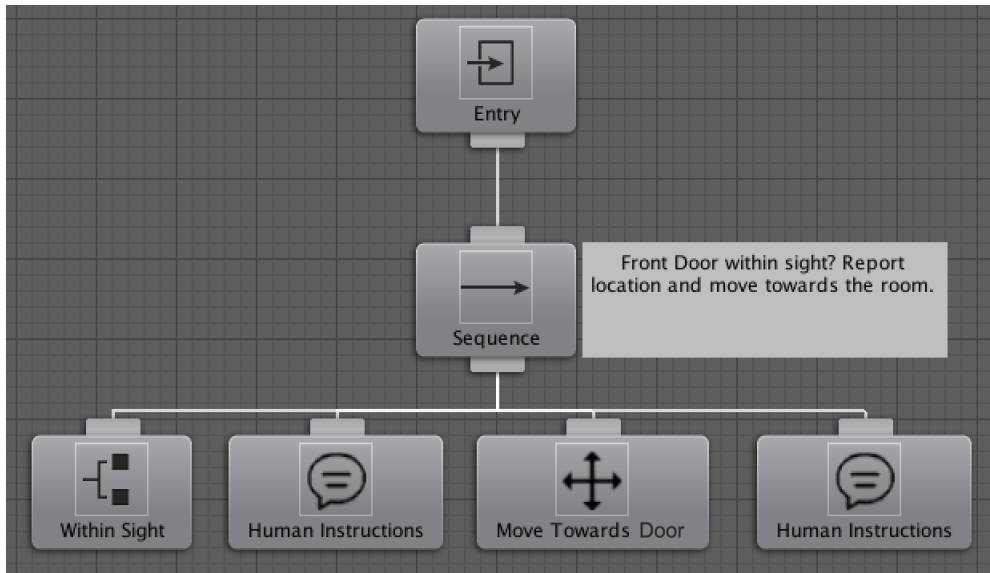 Entry
Front Door within sight? Report
location and move towards the room.
Sequence
Within Sight
Human Instructions
Move Towards Door
Human Instructions